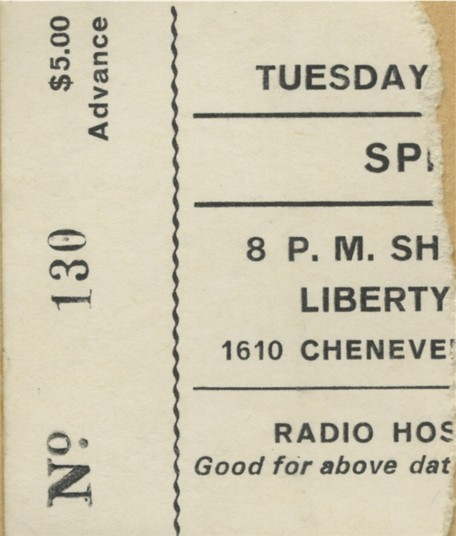 $5.00
Advance
Nº 130
TUESDAY
SP
8 P. M. SH
LIBERTY
1610 CHENEVE
RADIO HOS
Good for above dat